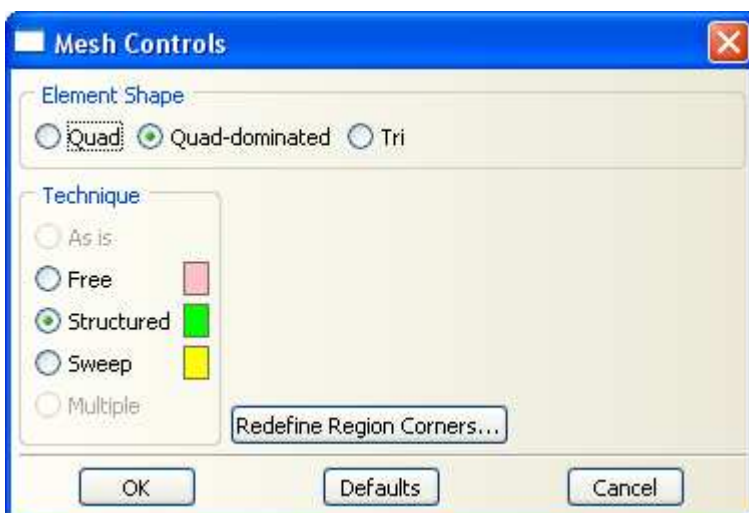 Mesh Controls
Element Shape
Quad Quad-dominated Tri
Technique
As is
Free
Structured
Sweep
Multiple
Redefine Region Corners...
OK Defaults Cancel